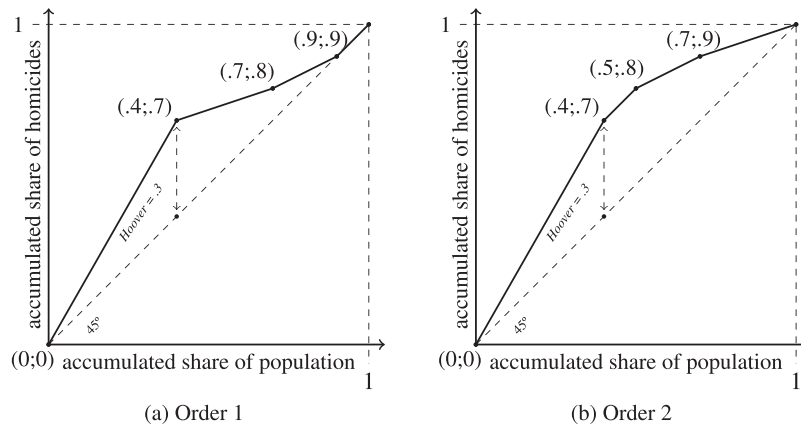 1
accumulated share of homicides
(.9;.9)
(.7;.8)
(.4;.7)
Hoover = .3
45º
(0;0)
accumulated share of population
1
(a) Order 1
1
accumulated share of homicides
(.7;.9)
(.5;.8)
(.4;.7)
Hoover = .3
45º
(0;0)
accumulated share of population
1
(b) Order 2